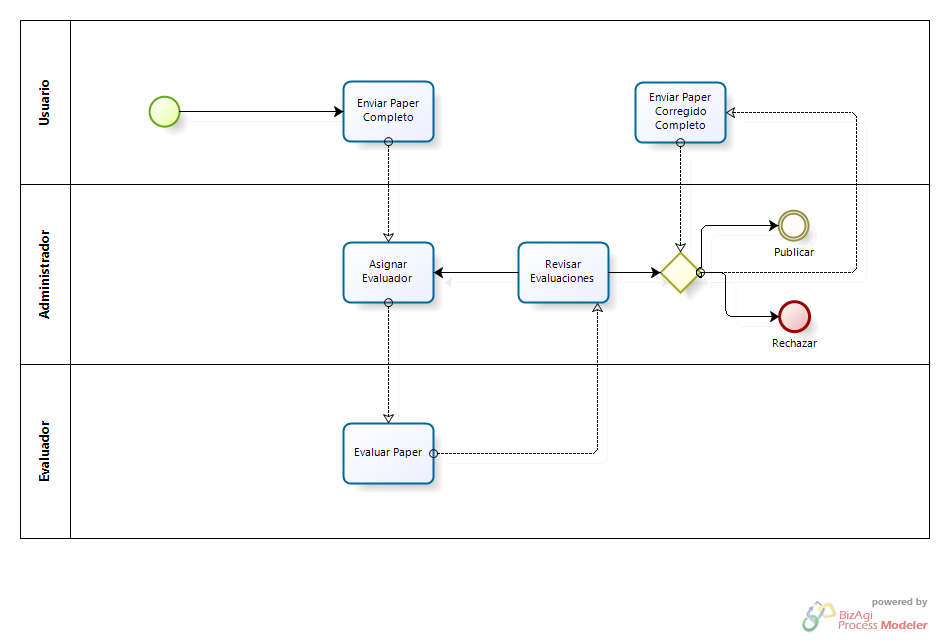 Usuario
Enviar Paper
Completo
Enviar Paper
Corregido
Completo
Administrador
Asignar
Evaluador
Revisar
Evaluaciones
Publicar
Rechazar
Evaluador
Evaluar Paper
powered by
BizAgi
Process Modeler